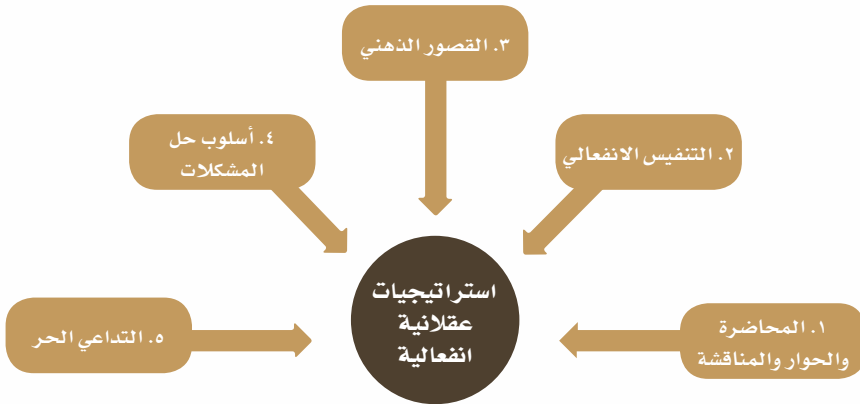 ٣. القصور الذهني
٤. أسلوب حل
المشكلات
٢. التنفيس الانفعالي
استراتيجيات
عقلانية
انفعالية
١. المحاضرة
والحوار والمناقشة
٥. التداعي الحر